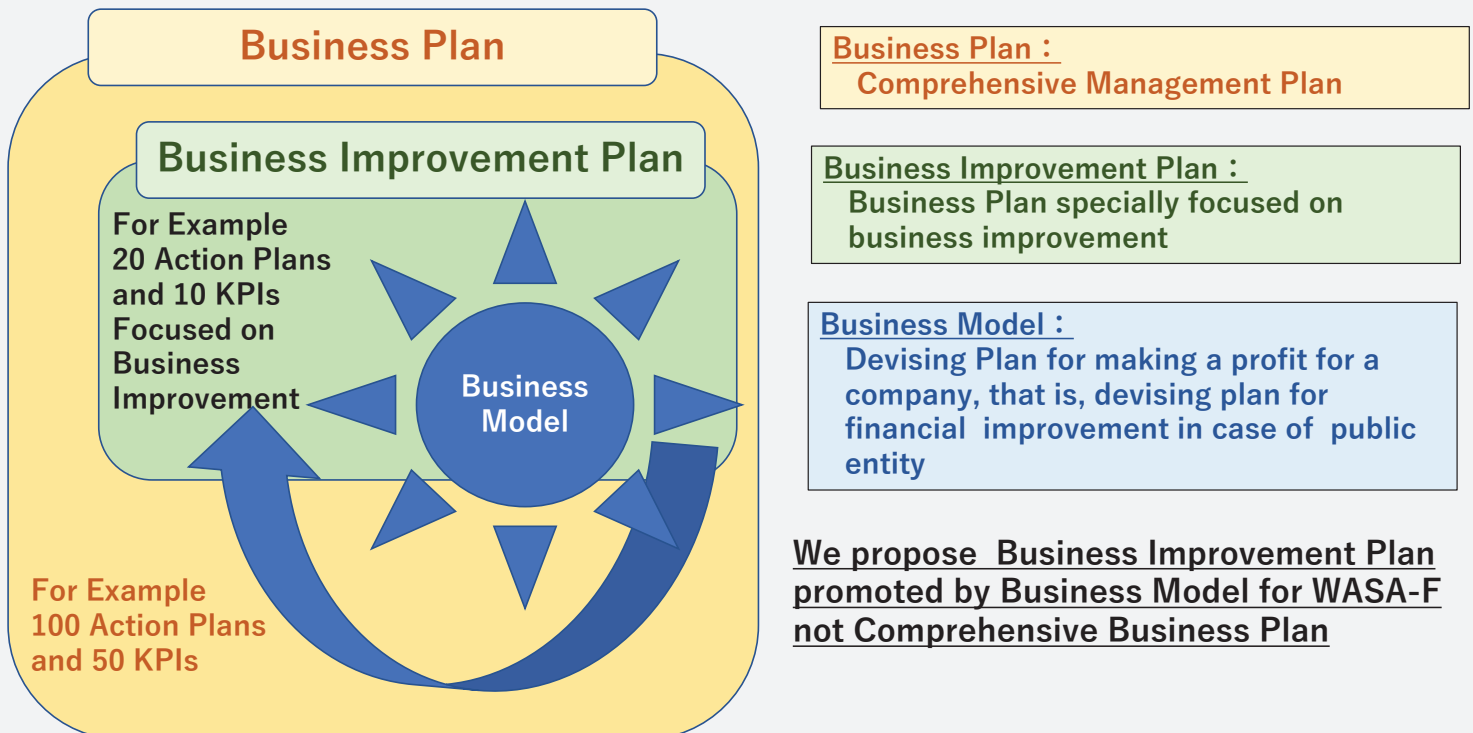 Business Plan
Business Improvement Plan
For Example
20 Action Plans
and 10 KPIs
Focused on
Business
Improvement
Business
Model
For Example
100 Action Plans
and 50 KPIs
Business Plan：
Comprehensive Management Plan
Business Improvement Plan：
Business Plan specially focused on
business improvement
Business Model：
Devising Plan for making a profit for a
company, that is, devising plan for
financial  improvement in case of  public
entity
We propose  Business Improvement Plan
promoted by Business Model for WASA-F
not Comprehensive Business Plan